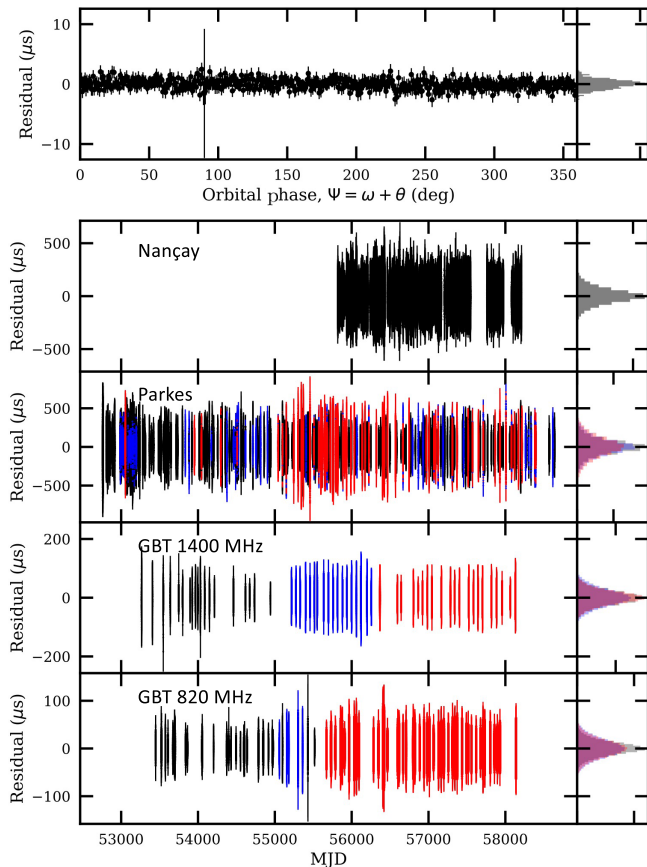 10
0
−10
Residual (μs)
0 50 100 150 200 250 300 350
Orbital phase, Ψ = ω + θ (deg)
Nançay
500
0
−500
Residual (μs)
Parkes
500
0
−500
Residual (μs)
GBT 1400 MHz
200
0
−200
Residual (μs)
GBT 820 MHz
100
0
−100
Residual (μs)
53000 54000 55000 56000 57000 58000
MJD